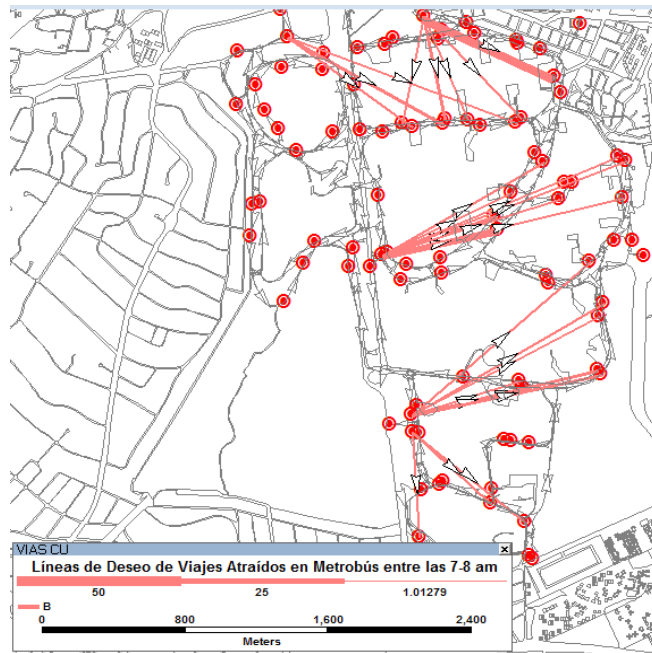 VIAS CU
Líneas de Deseo de Viajes Atraídos en Metrobús entre las 7-8 am
50 25 1.01279
B
0 800 1,600 2,400
Meters